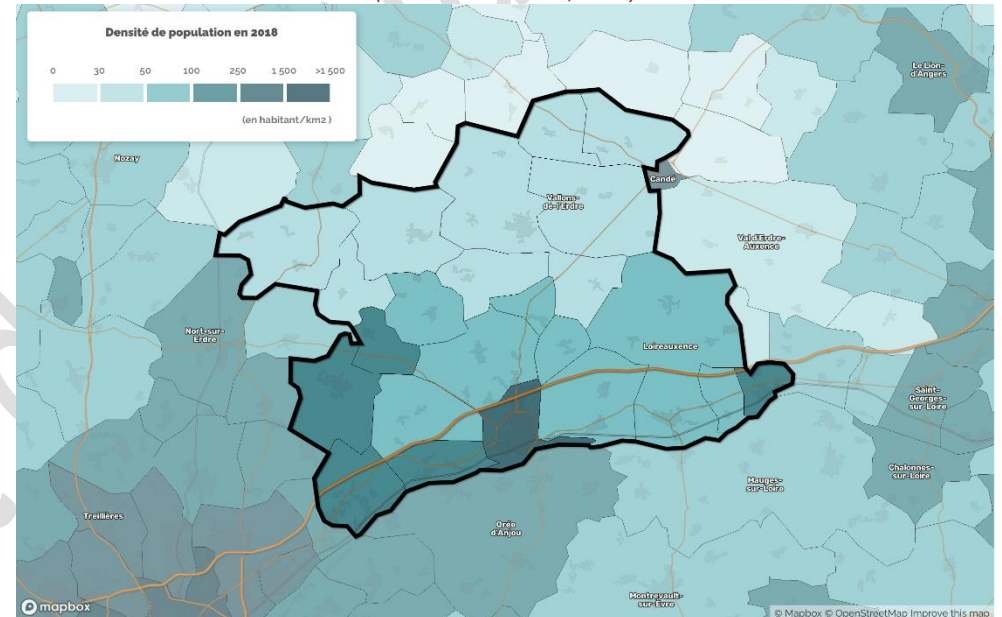 Densité de population en 2018
0 30 50 100 250 1 500 >1 500
(en habitant/km2 )
Le Lion-
d'Angers
Nozay
Candé
Vallons-
de-l'Erdre
Val d'Erdre-
Auxence
Nort-sur-
Erdre
Loireauxence
Saint-
Georges-
sur-Loire
Chalonnes-
sur-Loire
Mauges-
sur-Loire
Treillières
Orée
d'Anjou
Montrevault-
sur-Èvre
mapbox
© Mapbox © OpenStreetMap Improve this map